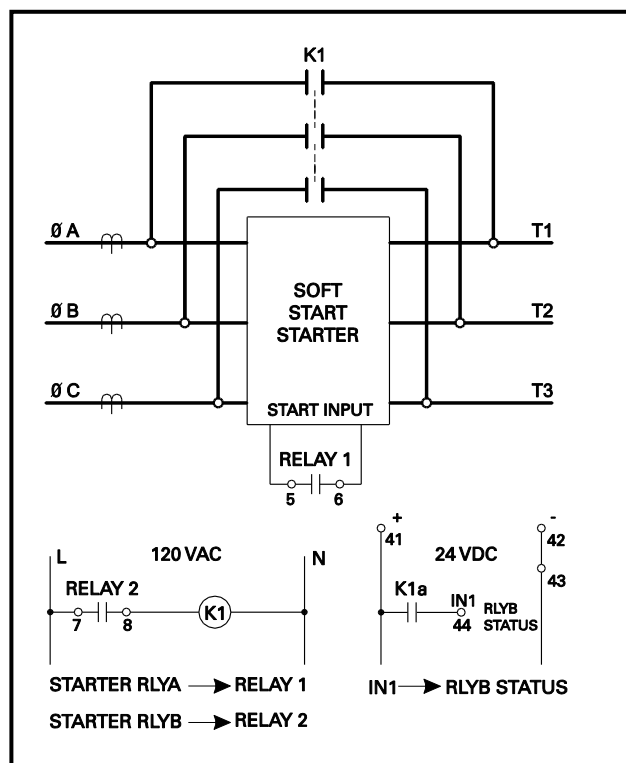 K1
Ø A
T1
SOFT
START
STARTER
Ø B
T2
Ø C
T3
START INPUT
RELAY 1
5 6
L 120 VAC N
RELAY 2
7 8
K1
+ -
41 24 VDC 42
43
K1a
IN1
44
RLYB
STATUS
STARTER RLYA → RELAY 1
IN1 → RLYB STATUS
STARTER RLYB → RELAY 2